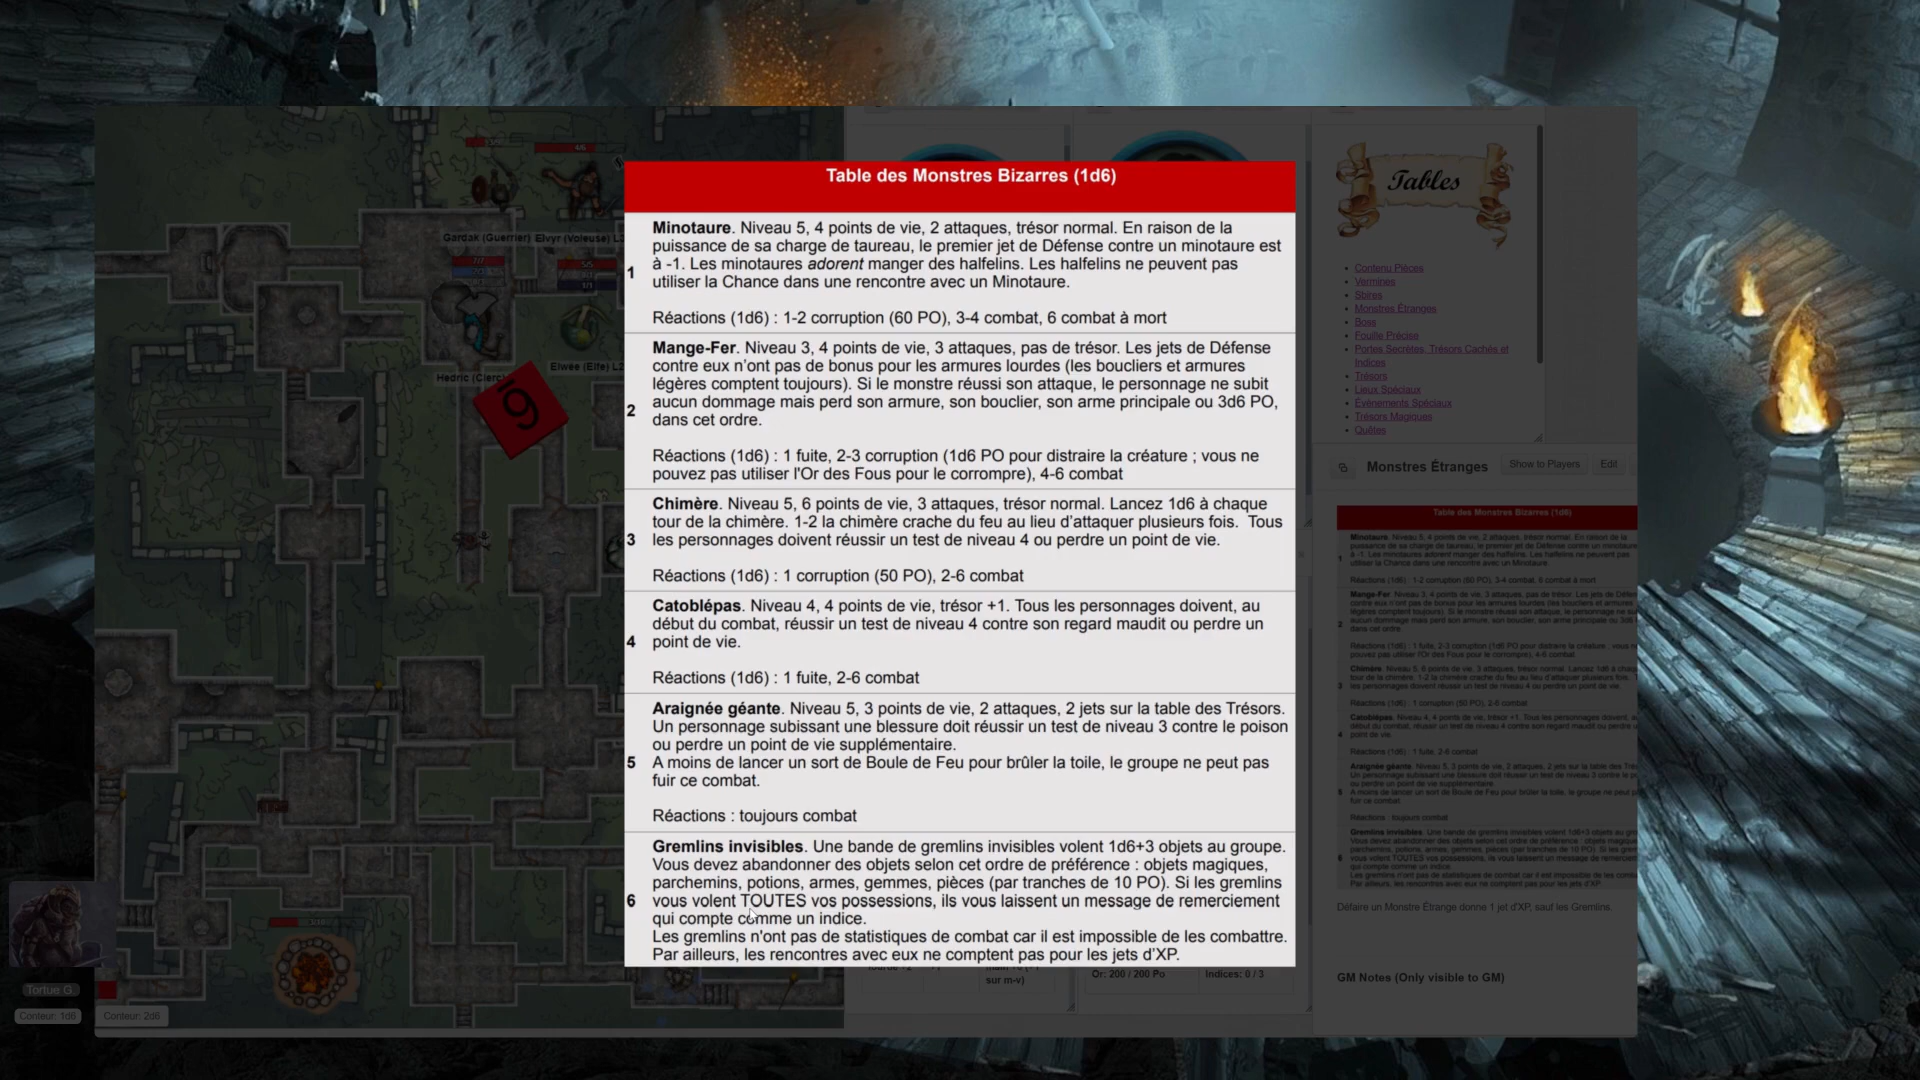 Table des Monstres Bizarres (1d6)
1
Minotaure. Niveau 5, 4 points de vie, 2 attaques, trésor normal. En raison de la
puissance de sa charge de taureau, le premier jet de Défense contre un minotaure est
à -1. Les minotaures adorent manger des halfelins. Les halfelins ne peuvent pas
utiliser la Chance dans une rencontre avec un Minotaure.
Réactions (1d6) : 1-2 corruption (60 PO), 3-4 combat, 6 combat à mort
2
Mange-Fer. Niveau 3, 4 points de vie, 3 attaques, pas de trésor. Les jets de Défense
contre eux n’ont pas de bonus pour les armures lourdes (les boucliers et armures
légères comptent toujours). Si le monstre réussi son attaque, le personnage ne subit
aucun dommage mais perd son armure, son bouclier, son arme principale ou 3d6 PO,
dans cet ordre.
Réactions (1d6) : 1 fuite, 2-3 corruption (1d6 PO pour distraire la créature ; vous ne
pouvez pas utiliser l'Or des Fous pour le corrompre), 4-6 combat
3
Chimère. Niveau 5, 6 points de vie, 3 attaques, trésor normal. Lancez 1d6 à chaque
tour de la chimère. 1-2 la chimère crache du feu au lieu d’attaquer plusieurs fois. Tous
les personnages doivent réussir un test de niveau 4 ou perdre un point de vie.
Réactions (1d6) : 1 corruption (50 PO), 2-6 combat
4
Catoblépas. Niveau 4, 4 points de vie, trésor +1. Tous les personnages doivent, au
début du combat, réussir un test de niveau 4 contre son regard maudit ou perdre un
point de vie.
Réactions (1d6) : 1 fuite, 2-6 combat
5
Araignée géante. Niveau 5, 3 points de vie, 2 attaques, 2 jets sur la table des Trésors.
Un personnage subissant une blessure doit réussir un test de niveau 3 contre le poison
ou perdre un point de vie supplémentaire.
A moins de lancer un sort de Boule de Feu pour brûler la toile, le groupe ne peut pas
fuir ce combat.
Réactions : toujours combat
6
Gremlins invisibles. Une bande de gremlins invisibles volent 1d6+3 objets au groupe.
Vous devez abandonner des objets selon cet ordre de préférence : objets magiques,
parchemins, potions, armes, gemmes, pièces (par tranches de 10 PO). Si les gremlins
vous volent TOUTES vos possessions, ils vous laissent un message de remerciement
qui compte comme un indice.
Les gremlins n'ont pas de statistiques de combat car il est impossible de les combattre.
Par ailleurs, les rencontres avec eux ne comptent pas pour les jets d’XP.
Gardak (Guerrier)
Elvyr (Voleuse)
Hedric (Clerc)
Elwee (Elfe)
Tortue G.
Conteur: 1d6
Conteur: 2d6
sur m-v)
Or: 200 / 200 Po
Indices: 0 / 3
Tables
Contenu Pièces
Vermines
Sbires
Monstres Étranges
Boss
Fouille Précise
Portes Secrètes, Trésors Cachés et
Indices
Trésors
Lieux Spéciaux
Évènements Spéciaux
Trésors Magiques
Quêtes
Monstres Étranges
Show to Players
Edit
Table des Monstres Bizarres (1d6)
Défaire un Monstre Étrange donne 1 jet d'XP, sauf les Gremlins.
GM Notes (Only visible to GM)